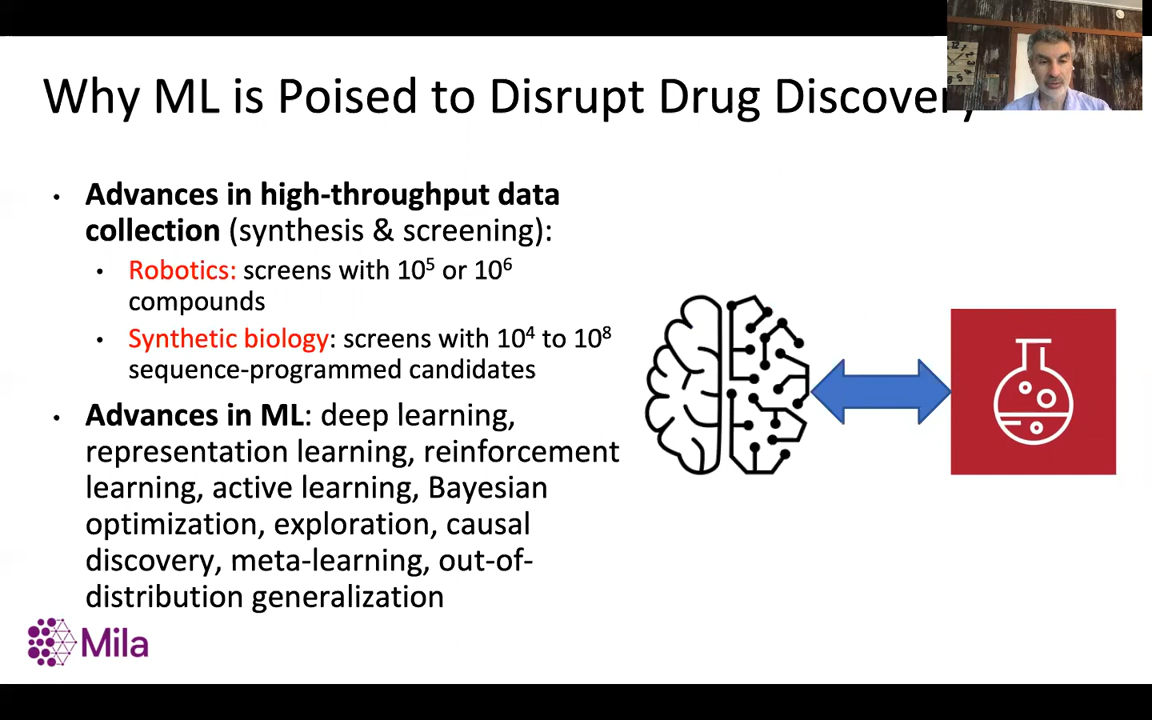 Why ML is Poised to Disrupt Drug Discovery
• Advances in high-throughput data
collection (synthesis & screening):
• Robotics: screens with 10⁵ or 10⁶
compounds
• Synthetic biology: screens with 10⁴ to 10⁸
sequence-programmed candidates
• Advances in ML: deep learning,
representation learning, reinforcement
learning, active learning, Bayesian
optimization, exploration, causal
discovery, meta-learning, out-of-
distribution generalization
Mila